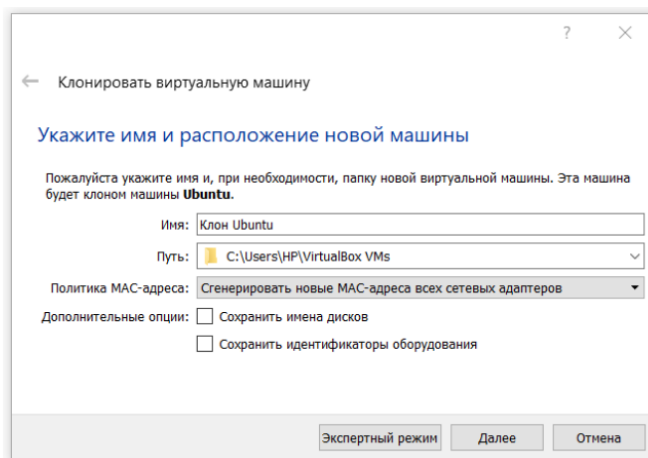 ?
Клонировать виртуальную машину
Укажите имя и расположение новой машины
Пожалуйста укажите имя и, при необходимости, папку новой виртуальной машины. Эта машина
будет клоном машины Ubuntu.
Имя: Клон Ubuntu
Путь: C:\Users\HP\VirtualBox VMs
Политика MAC-адреса: Сгенерировать новые MAC-адреса всех сетевых адаптеров
Дополнительные опции: Сохранить имена дисков
Сохранить идентификаторы оборудования
Экспертный режим Далее Отмена